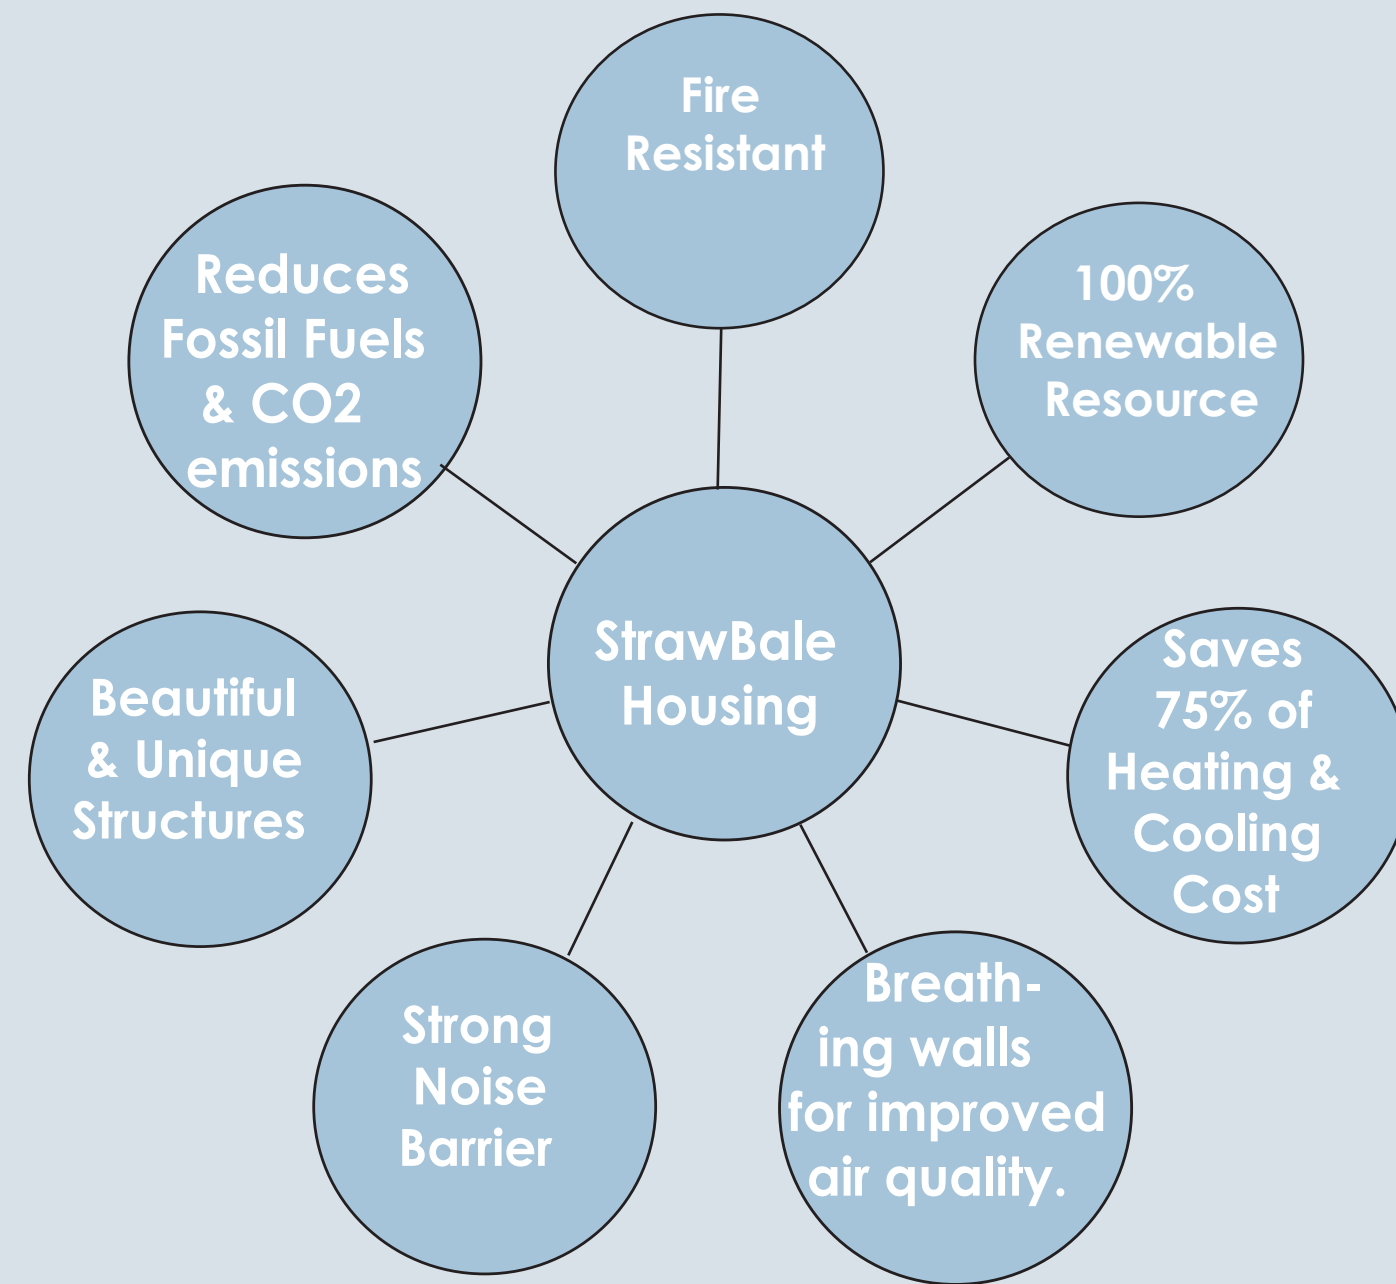 Fire
Resistant
100%
Renewable
Resource
Saves
75% of
Heating &
Cooling
Cost
Breath-
ing walls
for improved
air quality.
Strong
Noise
Barrier
Beautiful
& Unique
Structures
Reduces
Fossil Fuels
& CO2
emissions
StrawBale
Housing